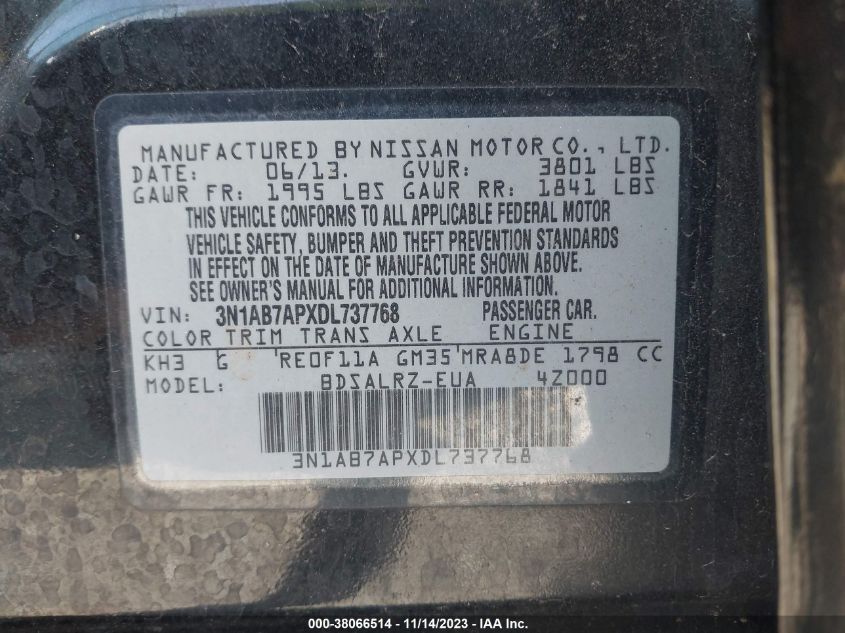 MANUFACTURED BY NISSAN MOTOR CO., LTD.
DATE: 06/13. GVWR: 3801 LBS
GAWR FR: 1995 LBS GAWR RR: 1841 LBS
THIS VEHICLE CONFORMS TO ALL APPLICABLE FEDERAL MOTOR
VEHICLE SAFETY, BUMPER AND THEFT PREVENTION STANDARDS
IN EFFECT ON THE DATE OF MANUFACTURE SHOWN ABOVE.
SEE OWNER'S MANUAL FOR ADDITIONAL INFORMATION.
VIN: 3N1AB7APXDL737768 PASSENGER CAR.
COLOR TRIM TRANS AXLE ENGINE
KH3 G RE0F11A GM35 MRA8DE 1798 CC
MODEL: BDSALRZ-EUA 4Z000
3N1AB7APXDL737768
000-38066514 - 11/14/2023 - IAAI, Inc.